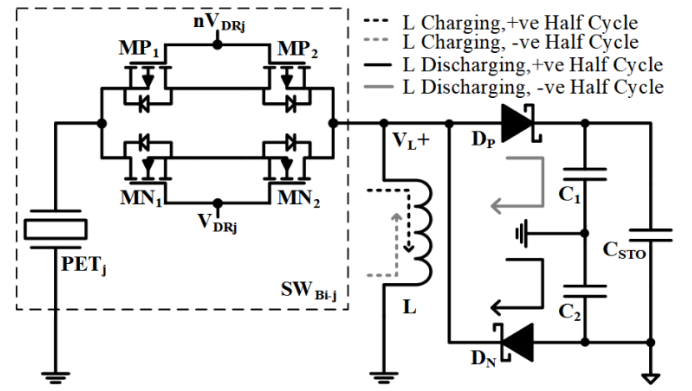 nV_DRj
MP₁ MP₂
MN₁ MN₂
V_DRj
PET_j
SW_Bi-j
L Charging,+ve Half Cycle
L Charging, -ve Half Cycle
L Discharging,+ve Half Cycle
L Discharging, -ve Half Cycle
V_L+
D_P
C₁
C_STO
L
C₂
D_N